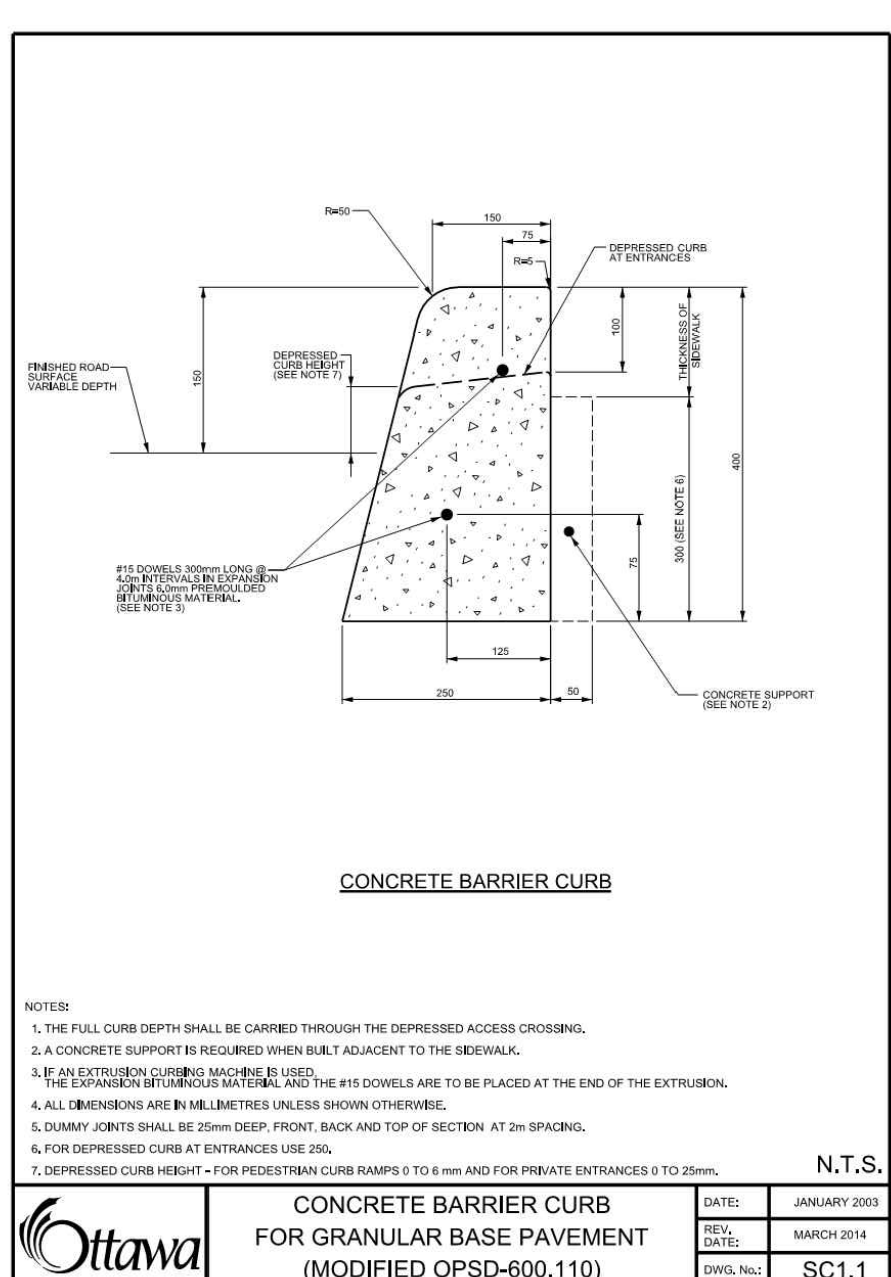 R=50
150
75
R=5
DEPRESSED CURB
AT ENTRANCES
100
THICKNESS OF
SIDEWALK
150
FINISHED ROAD
SURFACE
VARIABLE DEPTH
DEPRESSED
CURB HEIGHT
(SEE NOTE 7)
400
300 (SEE NOTE 6)
75
#15 DOWELS 300mm LONG @
4.0m INTERVALS IN EXPANSION
JOINTS 6.0mm PREMOULDED
BITUMINOUS MATERIAL.
(SEE NOTE 3)
125
250
50
CONCRETE SUPPORT
(SEE NOTE 2)
CONCRETE BARRIER CURB
NOTES:
1. THE FULL CURB DEPTH SHALL BE CARRIED THROUGH THE DEPRESSED ACCESS CROSSING.
2. A CONCRETE SUPPORT IS REQUIRED WHEN BUILT ADJACENT TO THE SIDEWALK.
3. IF AN EXTRUSION CURBING MACHINE IS USED,
THE EXPANSION BITUMINOUS MATERIAL AND THE #15 DOWELS ARE TO BE PLACED AT THE END OF THE EXTRUSION.
4. ALL DIMENSIONS ARE IN MILLIMETRES UNLESS SHOWN OTHERWISE.
5. DUMMY JOINTS SHALL BE 25mm DEEP, FRONT, BACK AND TOP OF SECTION AT 2m SPACING.
6. FOR DEPRESSED CURB AT ENTRANCES USE 250.
7. DEPRESSED CURB HEIGHT - FOR PEDESTRIAN CURB RAMPS 0 TO 6 mm AND FOR PRIVATE ENTRANCES 0 TO 25mm.
N.T.S.
Ottawa
CONCRETE BARRIER CURB
FOR GRANULAR BASE PAVEMENT
(MODIFIED OPSD-600.110)
DATE: JANUARY 2003
REV.
DATE: MARCH 2014
DWG. No.: SC1.1